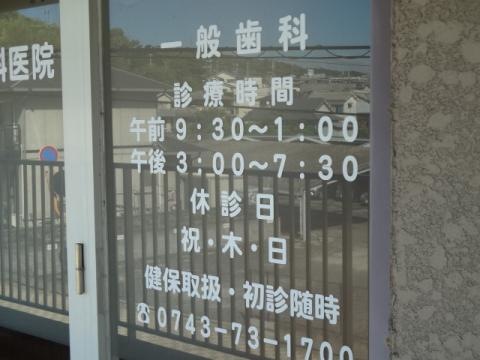 科医院
一般歯科
診療時間
午前9:30〜1:00
午後3:00〜7:30
休診日
祝・木・日
健保取扱・初診随時
☎0743-73-1700